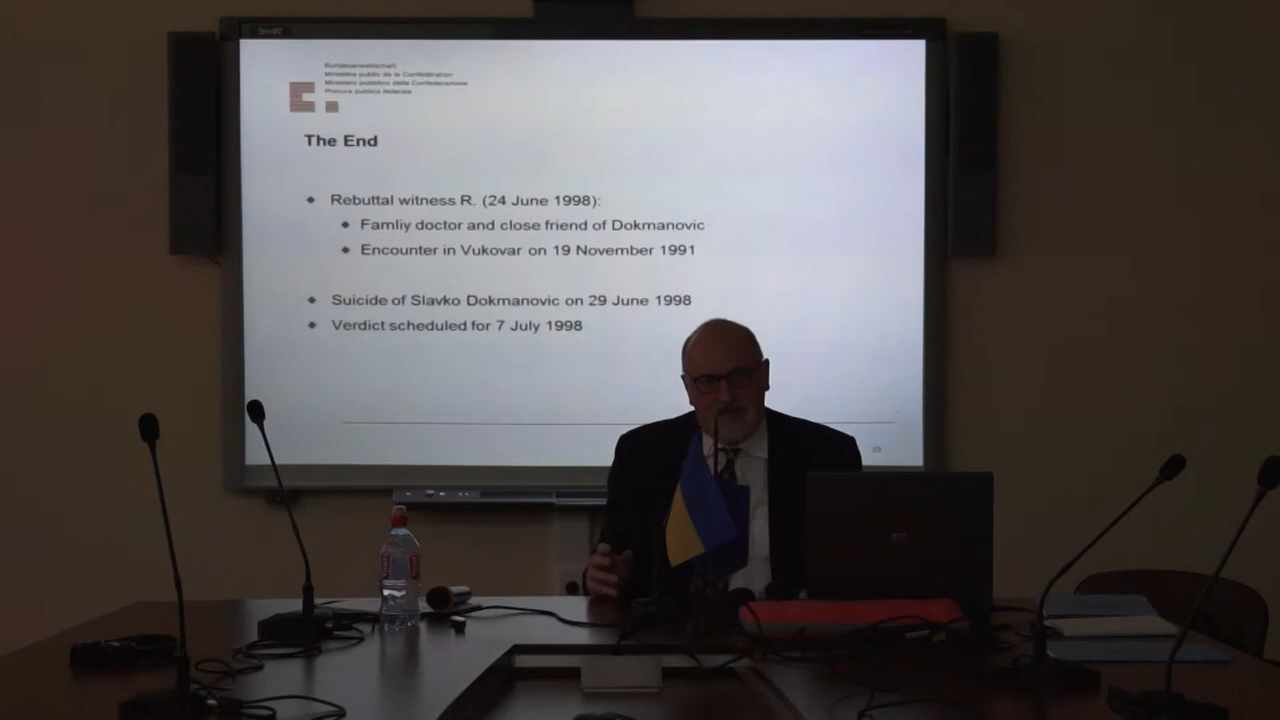 SMART
Bundesanwaltschaft
Ministère public de la Confédération
Ministero pubblico della Confederazione
Procura publica federala
The End
Rebuttal witness R. (24 June 1998):
Famliy doctor and close friend of Dokmanovic
Encounter in Vukovar on 19 November 1991
Suicide of Slavko Dokmanovic on 29 June 1998
Verdict scheduled for 7 July 1998